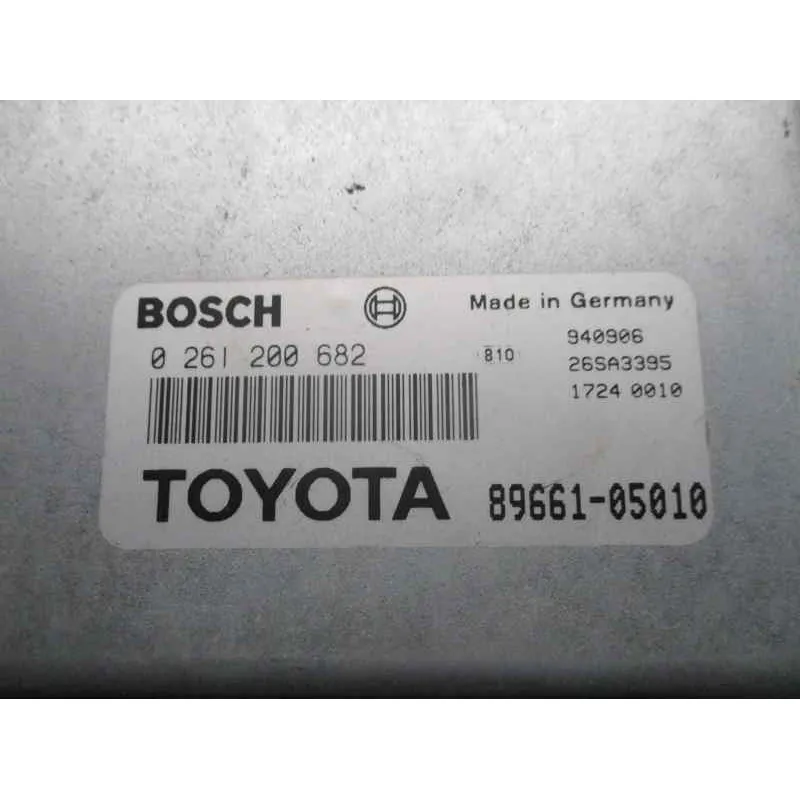 BOSCH Made in Germany
940906
0 261 200 682 810 26SA3395
1724 0010
TOYOTA 89661-05010